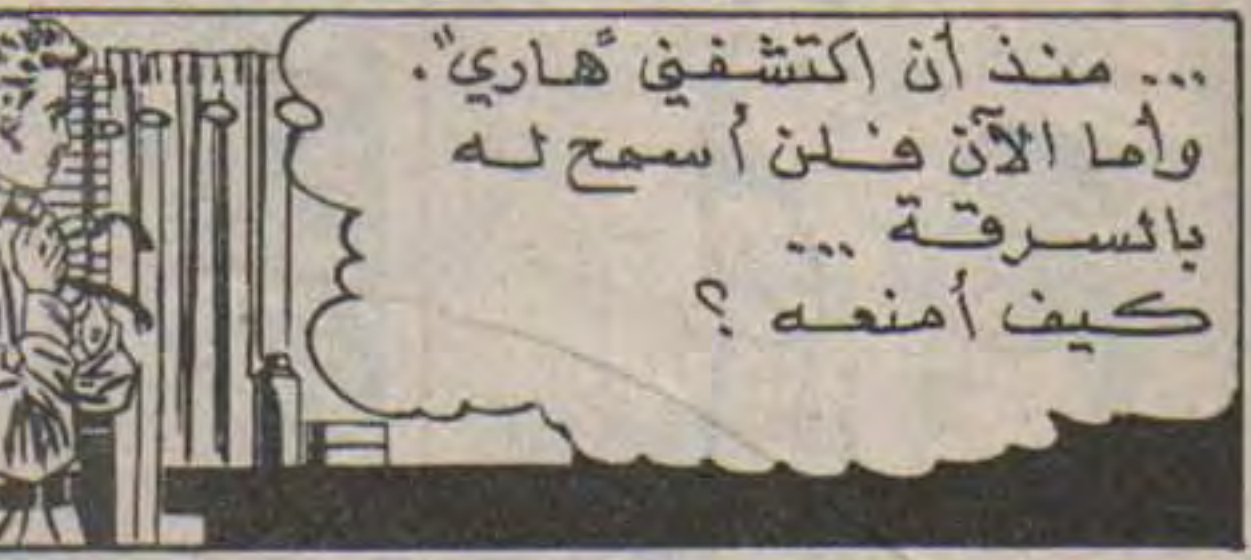 ... منذ أن اكتشفني "هاري".
وأما الآن فلن أسمح له
بالسرقة ...
كيف أمنعه ؟